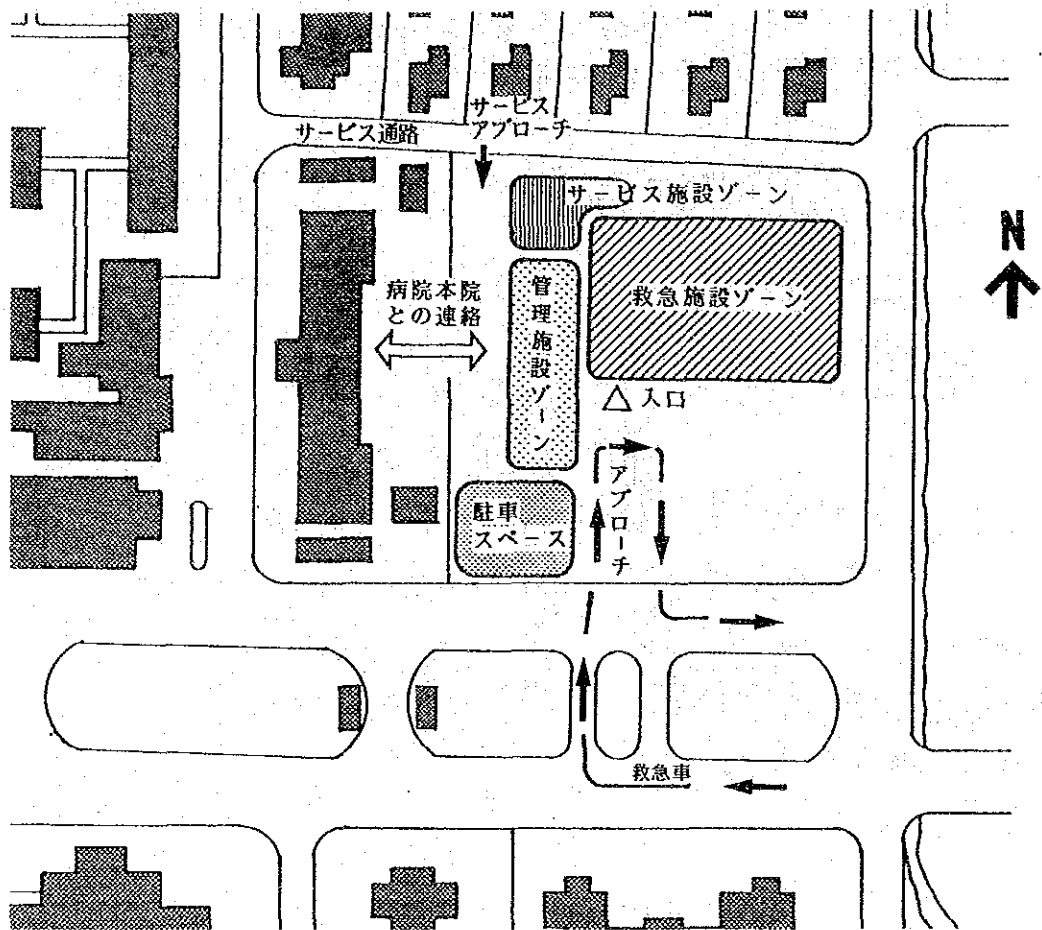 サービス
アプローチ
サービス通路
サービス施設ゾーン
N
病院本院
との連絡
管理施設ゾーン
救急施設ゾーン
入口
アプローチ
駐車
スペース
救急車